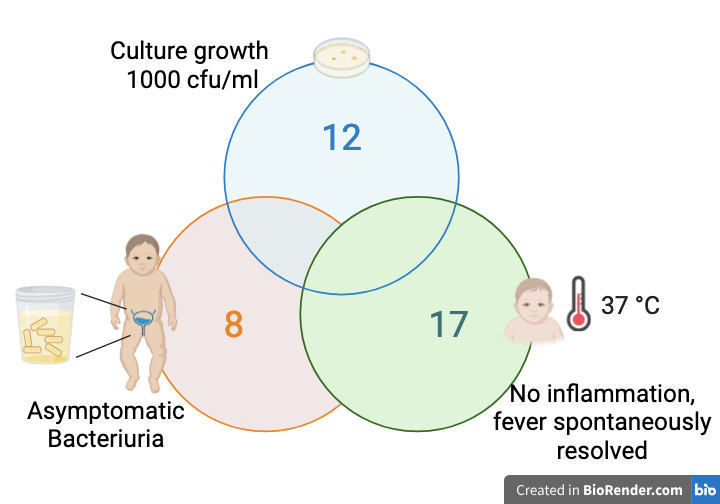 Culture growth
1000 cfu/ml
12
8
17
37 °C
Asymptomatic
Bacteriuria
No inflammation,
fever spontaneously
resolved
Created in BioRender.com bio